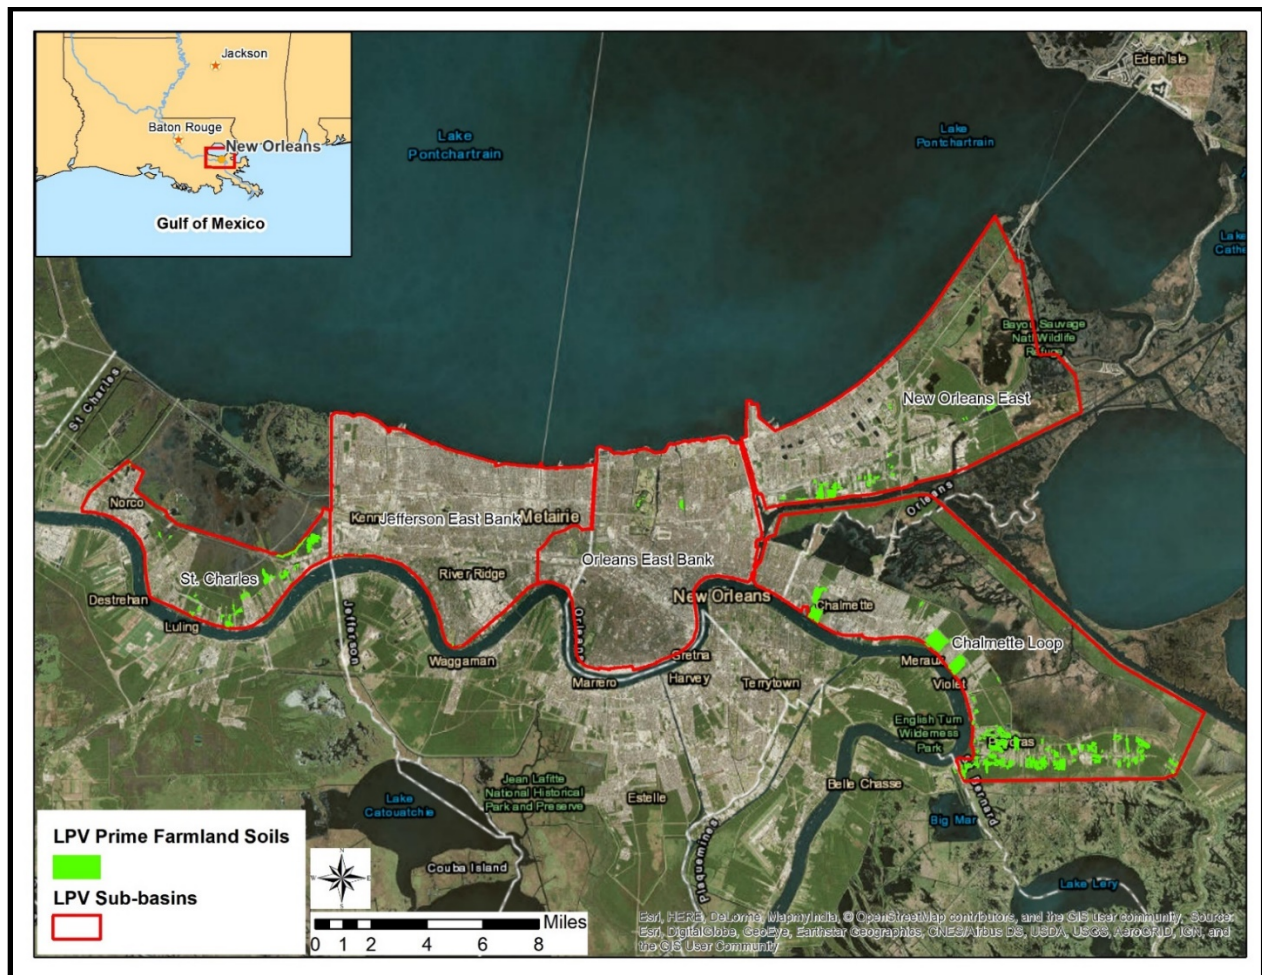 Jackson
Baton Rouge
New Orleans
Gulf of Mexico
Lake
Pontchartrain
Lake
Pontchartrain
Eden Isle
Lake
Bayou Sauvage
Natl Wildlife
Refuge
New Orleans East
St Charles
Norco
Jefferson East Bank
Metairie
Orleans East Bank
River Ridge
St. Charles
Destrehan
Luling
Jefferson
Orleans
Orleans
New Orleans
Chalmette
Chalmette Loop
Waggaman
Gretna
Meraux
Marrero
Harvey
Terrytown
Violet
English Turn
Wilderness
Park
Jean Lafitte
National Historical
Park and Preserve
Belle Chasse
Estelle
Lake
Catouatchie
Big Mar
Plaquemines
Couba Island
Lake Lery
LPV Prime Farmland Soils
LPV Sub-basins
N
W
E
S
Miles
0 1 2 4 6 8
Esri, HERE, DeLorme, MapmyIndia, © OpenStreetMap contributors, and the GIS user community, Source:
Esri, DigitalGlobe, GeoEye, Earthstar Geographics, CNES/Airbus DS, USDA, USGS, AeroGRID, IGN, and
the GIS User Community